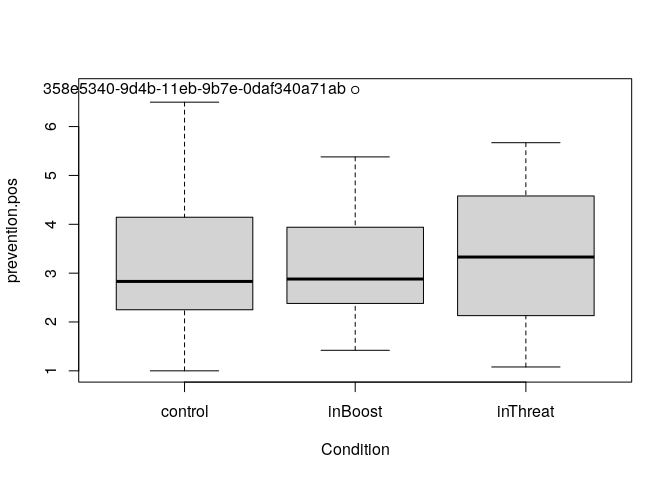 358e5340-9d4b-11eb-9b7e-0daf340a71ab
prevention.pos
6
5
4
3
2
1
control inBoost inThreat
Condition